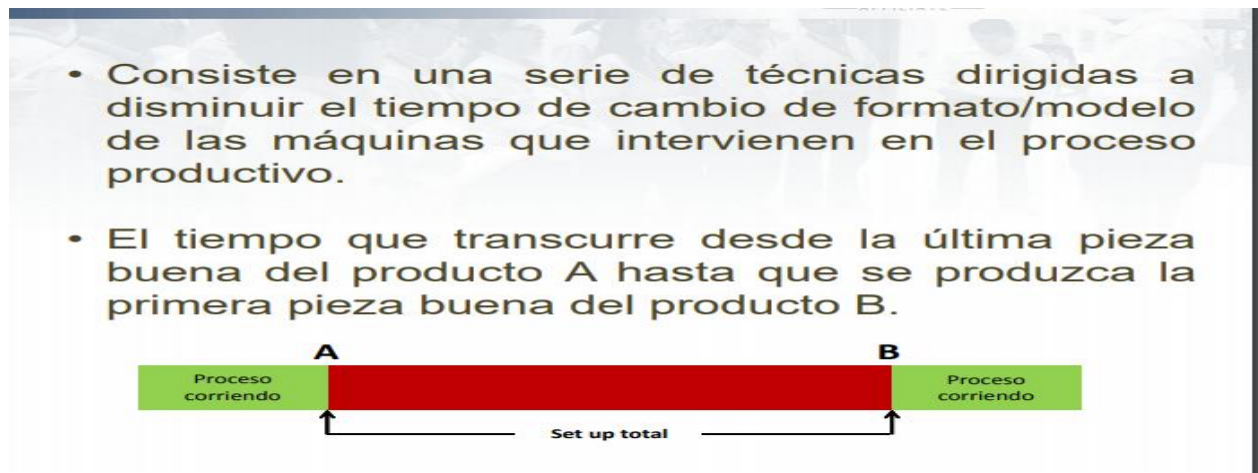 • Consiste en una serie de técnicas dirigidas a
disminuir el tiempo de cambio de formato/modelo
de las máquinas que intervienen en el proceso
productivo.
• El tiempo que transcurre desde la última pieza
buena del producto A hasta que se produzca la
primera pieza buena del producto B.
A B
Proceso
corriendo
Proceso
corriendo
Set up total